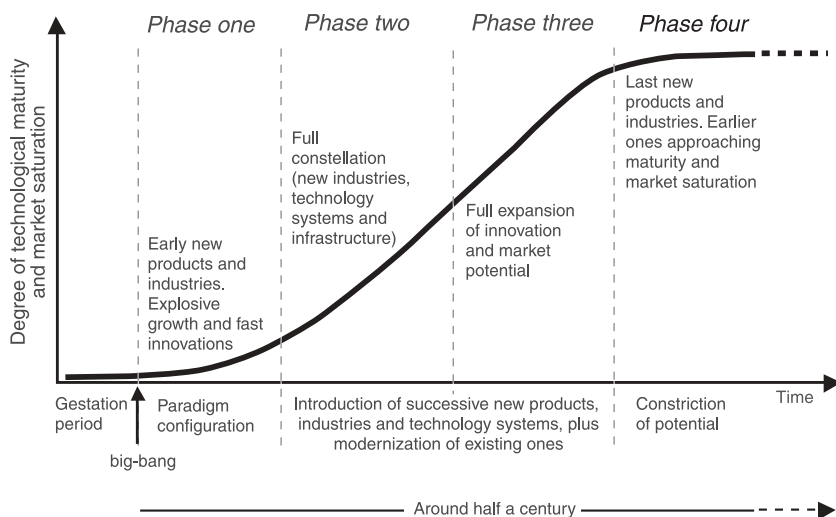 Phase one
Phase two
Phase three
Phase four
Degree of technological maturity
and market saturation
Early new
products and
industries.
Explosive
growth and fast
innovations
Full
constellation
(new industries,
technology
systems and
infrastructure)
Full expansion
of innovation
and market
potential
Last new
products and
industries. Earlier
ones approaching
maturity and
market saturation
Time
Gestation
period
big-bang
Paradigm
configuration
Introduction of successive new products,
industries and technology systems, plus
modernization of existing ones
Constriction
of potential
Around half a century